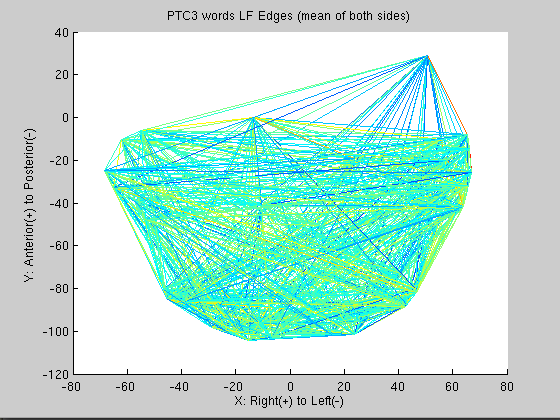 PTC3 words LF Edges (mean of both sides)
40
20
0
-20
-40
-60
-80
-100
-120
Y: Anterior(+) to Posterior(-)
-80 -60 -40 -20 0 20 40 60 80
X: Right(+) to Left(-)